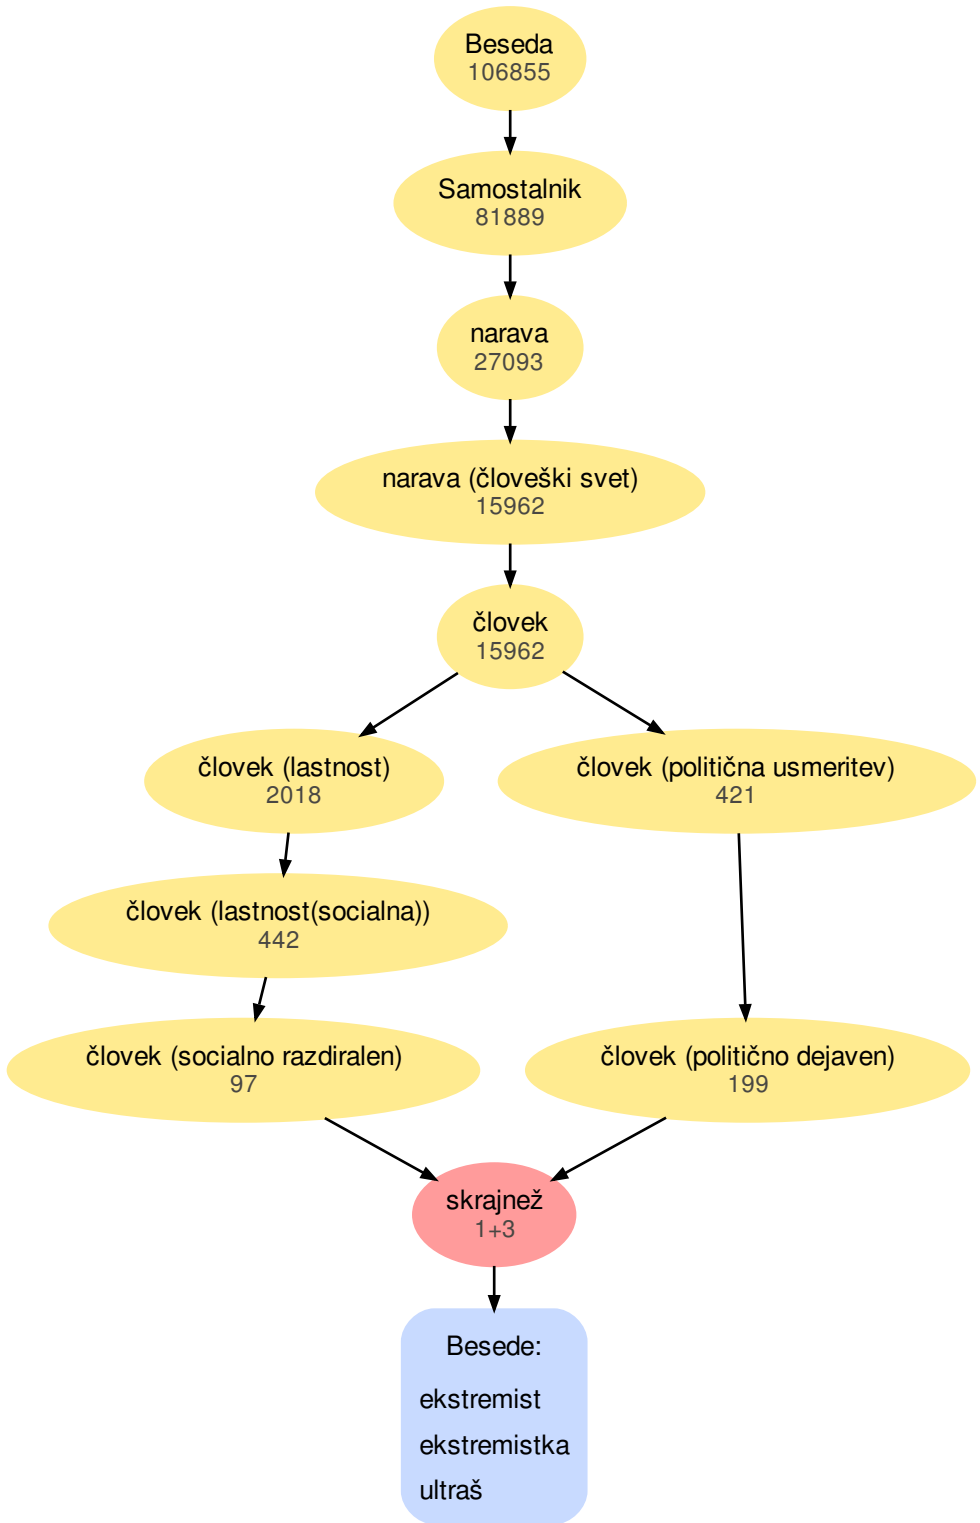 Beseda
106855
Samostalnik
81889
narava
27093
narava (človeški svet)
15962
človek
15962
človek (lastnost)
2018
človek (politična usmeritev)
421
človek (lastnost(socialna))
442
človek (socialno razdiralen)
97
človek (politično dejaven)
199
skrajnež
1+3
Besede:
ekstremist
ekstremistka
ultraš